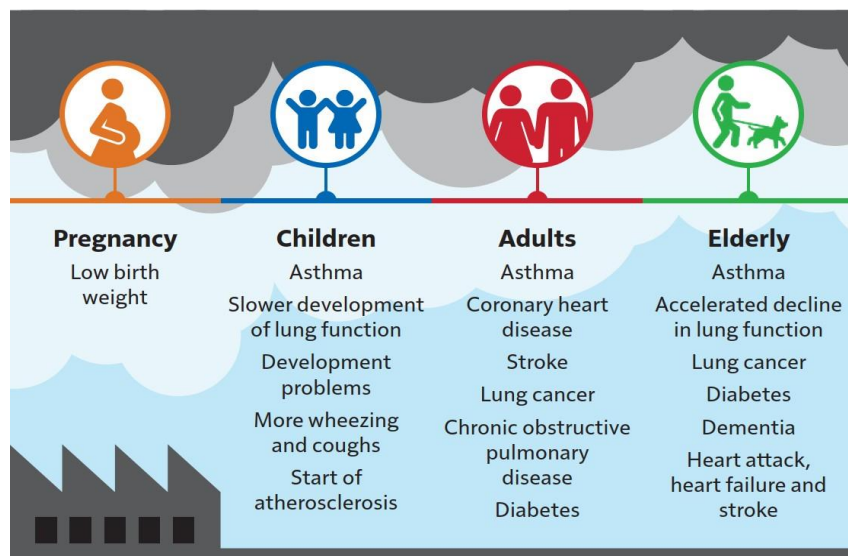 Pregnancy
Low birth
weight
Children
Asthma
Slower development
of lung function
Development
problems
More wheezing
and coughs
Start of
atherosclerosis
Adults
Asthma
Coronary heart
disease
Stroke
Lung cancer
Chronic obstructive
pulmonary
disease
Diabetes
Elderly
Asthma
Accelerated decline
in lung function
Lung cancer
Diabetes
Dementia
Heart attack,
heart failure and
stroke